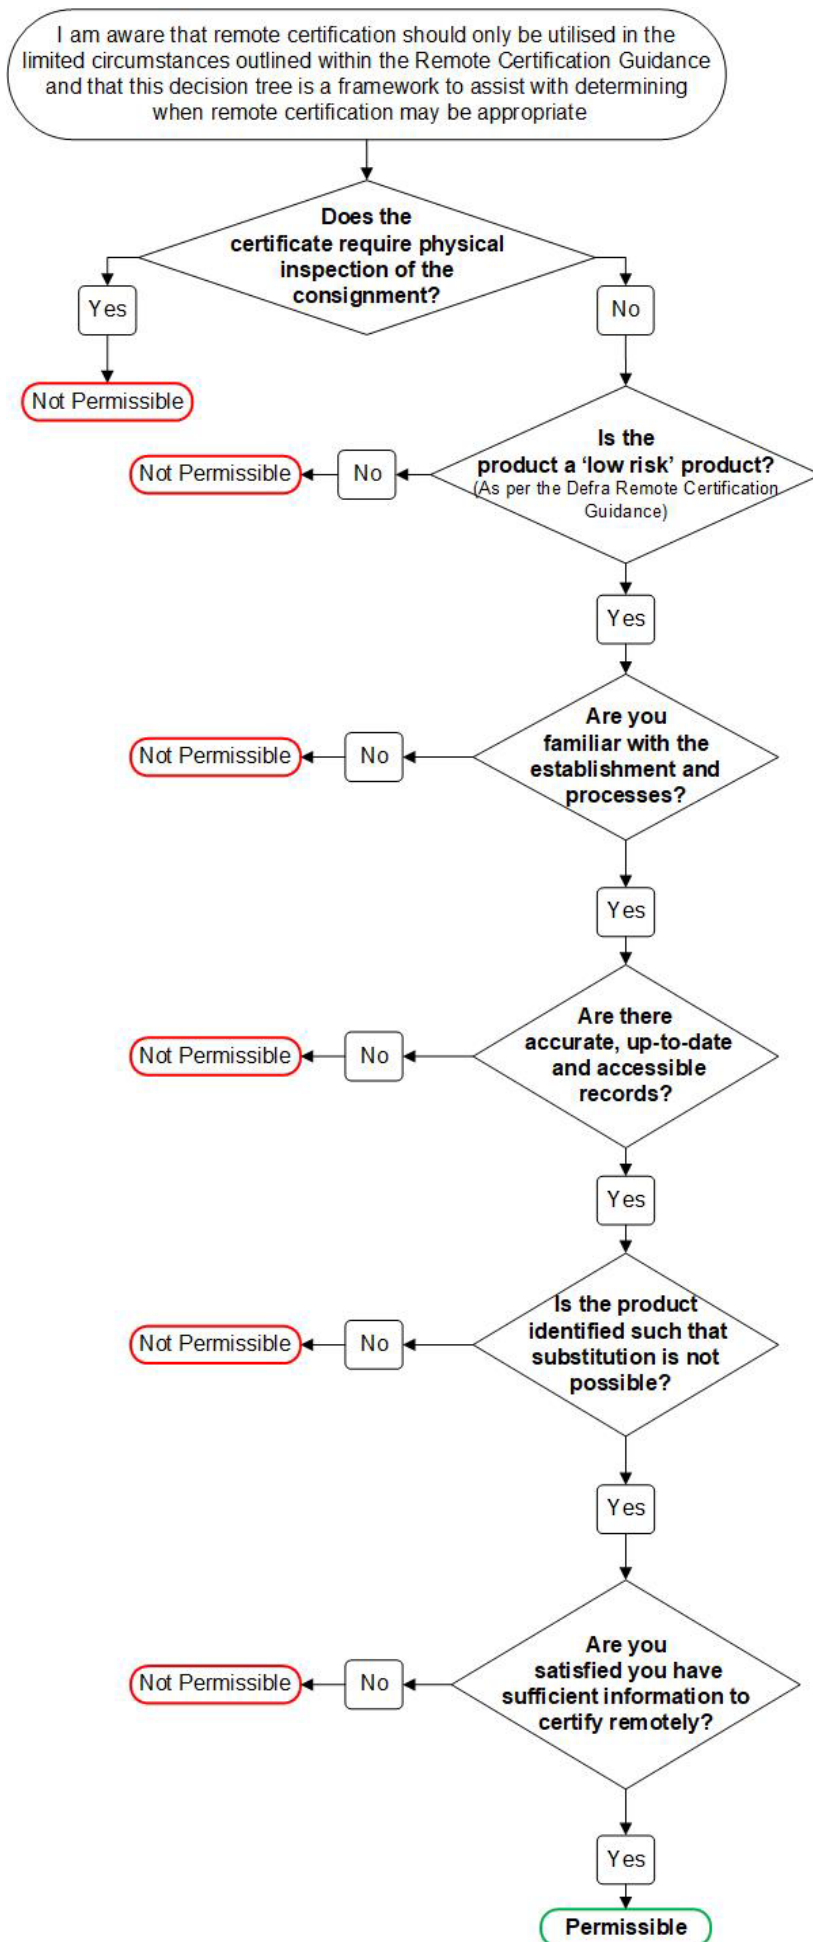 I am aware that remote certification should only be utilised in the
limited circumstances outlined within the Remote Certification Guidance
and that this decision tree is a framework to assist with determining
when remote certification may be appropriate
Does the
certificate require physical
inspection of the
consignment?
Yes
No
Not Permissible
Is the
product a ‘low risk’ product?
(As per the Defra Remote Certification
Guidance)
No
Not Permissible
Yes
Are you
familiar with the
establishment and
processes?
No
Not Permissible
Yes
Are there
accurate, up-to-date
and accessible
records?
No
Not Permissible
Yes
Is the product
identified such that
substitution is not
possible?
No
Not Permissible
Yes
Are you
satisfied you have
sufficient information to
certify remotely?
No
Not Permissible
Yes
Permissible